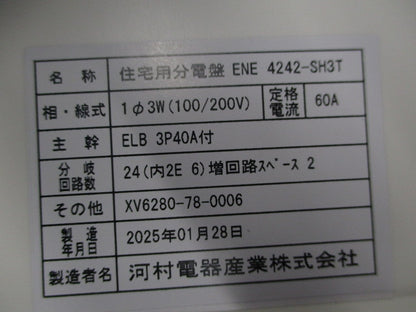 名称 住宅用分電盤 ENE 4242-SH3T
相・線式 1φ3W(100/200V) 定格電流 60A
主幹 ELB 3P40A付
分岐回路数 24(内2E 6)増回路ｽﾍﾟｰｽ 2
その他 XV6280-78-0006
製造年月日 2025年01月28日
製造者名 河村電器産業株式会社